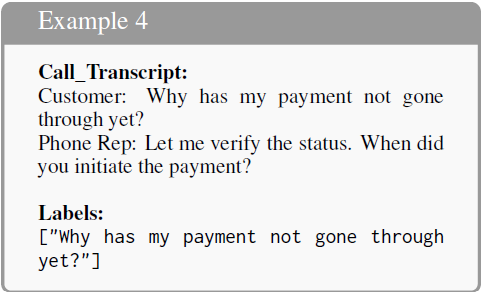 Example 4
Call_Transcript:
Customer: Why has my payment not gone
through yet?
Phone Rep: Let me verify the status. When did
you initiate the payment?
Labels:
["Why has my payment not gone through
yet?"]